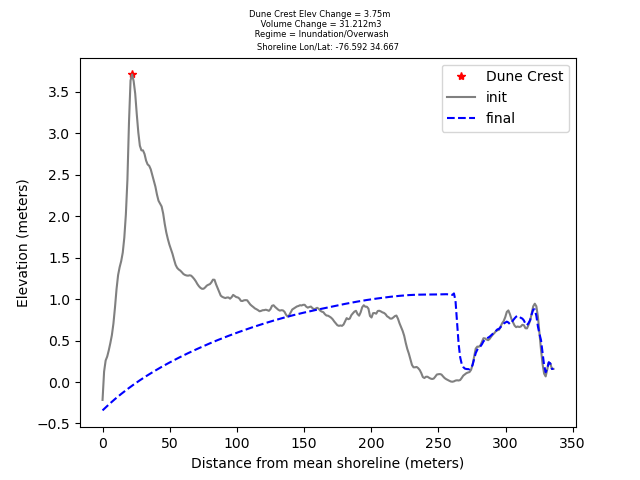 Dune Crest Elev Change = 3.75m
Volume Change = 31.212m3
Regime = Inundation/Overwash
Shoreline Lon/Lat: -76.592 34.667
Dune Crest
init
final
Elevation (meters)
3.5
3.0
2.5
2.0
1.5
1.0
0.5
0.0
−0.5
0
50
100
150
200
250
300
350
Distance from mean shoreline (meters)